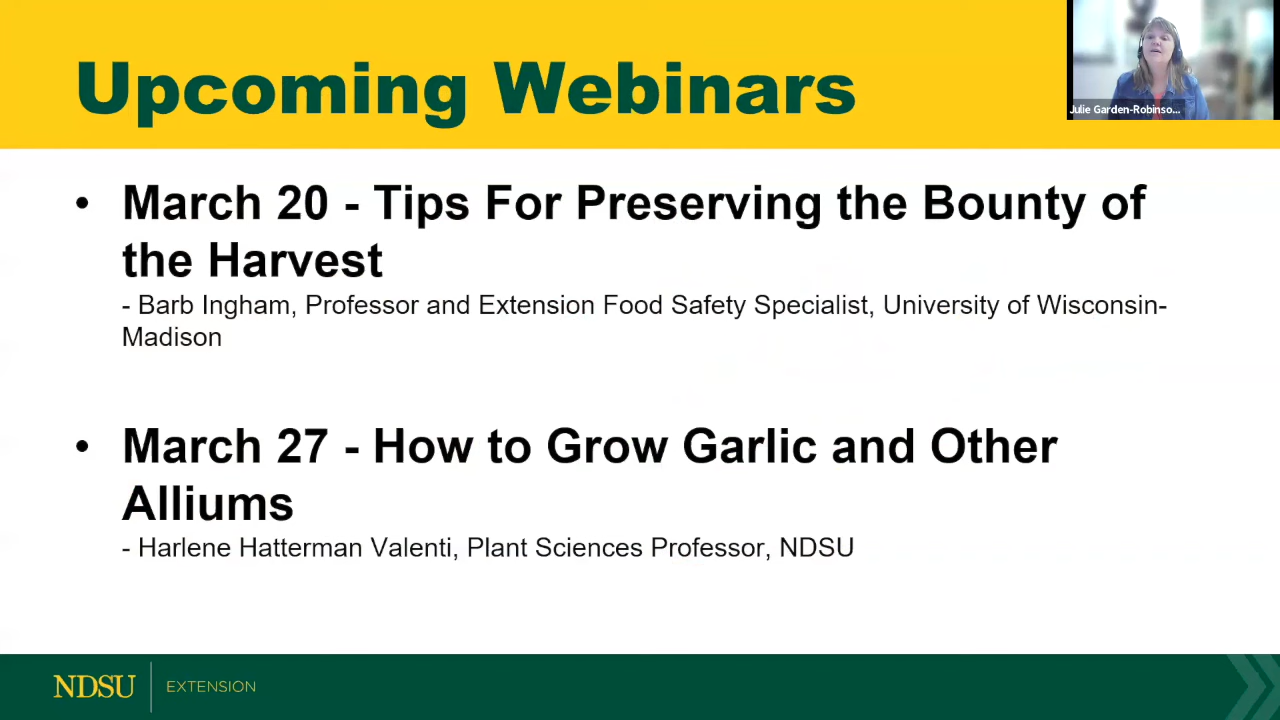 Upcoming Webinars
Julie Garden-Robinso...
• March 20 - Tips For Preserving the Bounty of
the Harvest
- Barb Ingham, Professor and Extension Food Safety Specialist, University of Wisconsin-
Madison
• March 27 - How to Grow Garlic and Other
Alliums
- Harlene Hatterman Valenti, Plant Sciences Professor, NDSU
NDSU EXTENSION